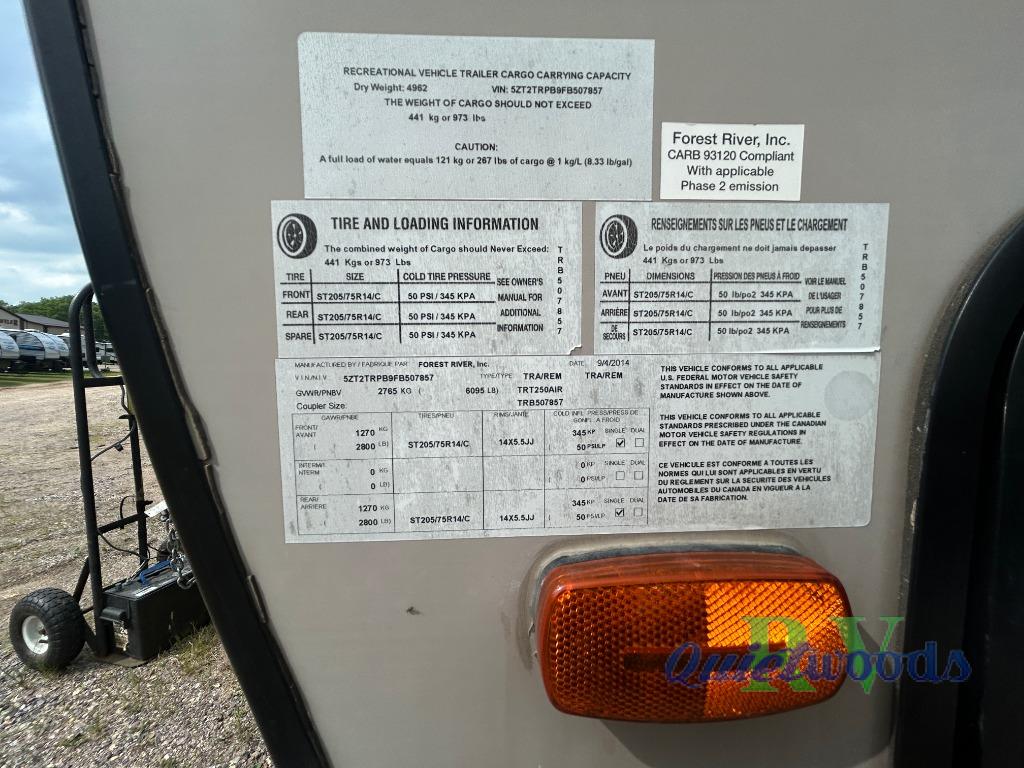 RECREATIONAL VEHICLE TRAILER CARGO CARRYING CAPACITY
Dry Weight: 4962 VIN: 5ZT2TRPB9FB507857
THE WEIGHT OF CARGO SHOULD NOT EXCEED
441 kg or 973 lbs
CAUTION:
A full load of water equals 121 kg or 267 lbs of cargo @ 1 kg/L (8.33 lb/gal)
Forest River, Inc.
CARB 93120 Compliant
With applicable
Phase 2 emission
TIRE AND LOADING INFORMATION
The combined weight of Cargo should Never Exceed:
441 Kgs or 973 Lbs
TIRE SIZE COLD TIRE PRESSURE
FRONT ST205/75R14/C 50 PSI / 345 KPA
REAR ST205/75R14/C 50 PSI / 345 KPA
SPARE ST205/75R14/C 50 PSI / 345 KPA
SEE OWNER'S
MANUAL FOR
ADDITIONAL
INFORMATION
TRB507857
RENSEIGNEMENTS SUR LES PNEUS ET LE CHARGEMENT
Le poids du chargement ne doit jamais depasser
441 Kgs or 973 Lbs
PNEU DIMENSIONS PRESSION DES PNEUS À FROID
AVANT ST205/75R14/C 50 lb/po2 345 KPA
ARRIÈRE ST205/75R14/C 50 lb/po2 345 KPA
DE SECOURS ST205/75R14/C 50 lb/po2 345 KPA
VOIR LE MANUEL
DE L'USAGER
POUR PLUS DE
RENSEIGNEMENTS
TRB507857
MANUFACTURED BY / FABRIQUE PAR FOREST RIVER, Inc. DATE 9/4/2014
V.I.N/N.I.V. 5ZT2TRPB9FB507857 TYPE/TYPE TRA/REM TRA/REM
GVWR/PNBV 2765 KG ( 6095 LB) TRT250AIR
Coupler Size: TRB507857
GAWR/PNBE TIRES/PNEU RIMS/JANTE COLD INFL. PRESS/PRESS DE GONFL. A FROID
FRONT/ AVANT 1270 KG 345 KP SINGLE DUAL
2800 LB) ST205/75R14/C 14X5.5JJ 50 PSI/LP
INTERM/ INTERM 0 KG 0 KP SINGLE DUAL
( 0 LB) ( 0 PSI/LP
REAR/ ARRIERE 1270 KG 345 KP SINGLE DUAL
( 2800 LB) ST205/75R14/C 14X5.5JJ ( 50 PSI/LP
THIS VEHICLE CONFORMS TO ALL APPLICABLE
U.S. FEDERAL MOTOR VEHICLE SAFETY
STANDARDS IN EFFECT ON THE DATE OF
MANUFACTURE SHOWN ABOVE.
THIS VEHICLE CONFORMS TO ALL APPLICABLE
STANDARDS PRESCRIBED UNDER THE CANADIAN
MOTOR VEHICLE SAFETY REGULATIONS IN
EFFECT ON THE DATE OF MANUFACTURE.
CE VEHICULE EST CONFORME A TOUTES LES
NORMES QUI LUI SONT APPLICABLES EN VERTU
DU REGLEMENT SUR LA SECURITE DES VEHICULES
AUTOMOBILES DU CANADA EN VIGUEUR A LA
DATE DE SA FABRICATION.
RV
Quietwoods